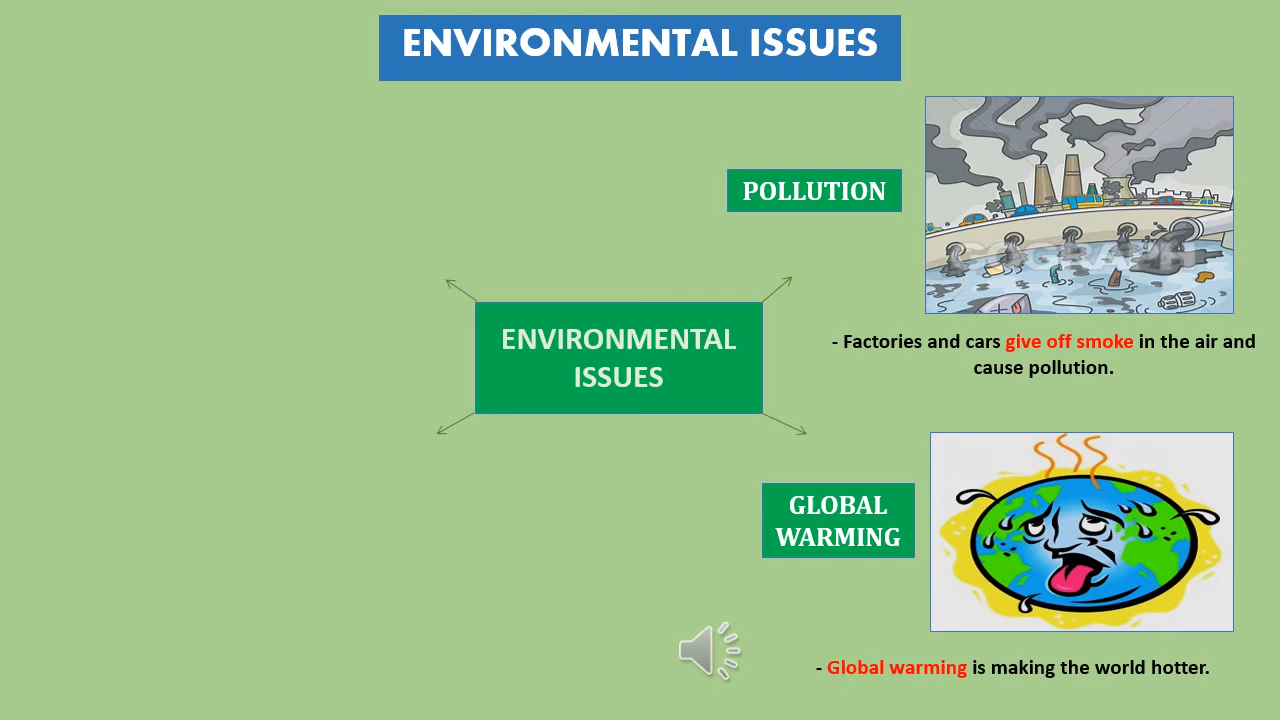 ENVIRONMENTAL ISSUES
POLLUTION
GOGRAPH
- Factories and cars give off smoke in the air and
cause pollution.
ENVIRONMENTAL
ISSUES
GLOBAL
WARMING
- Global warming is making the world hotter.